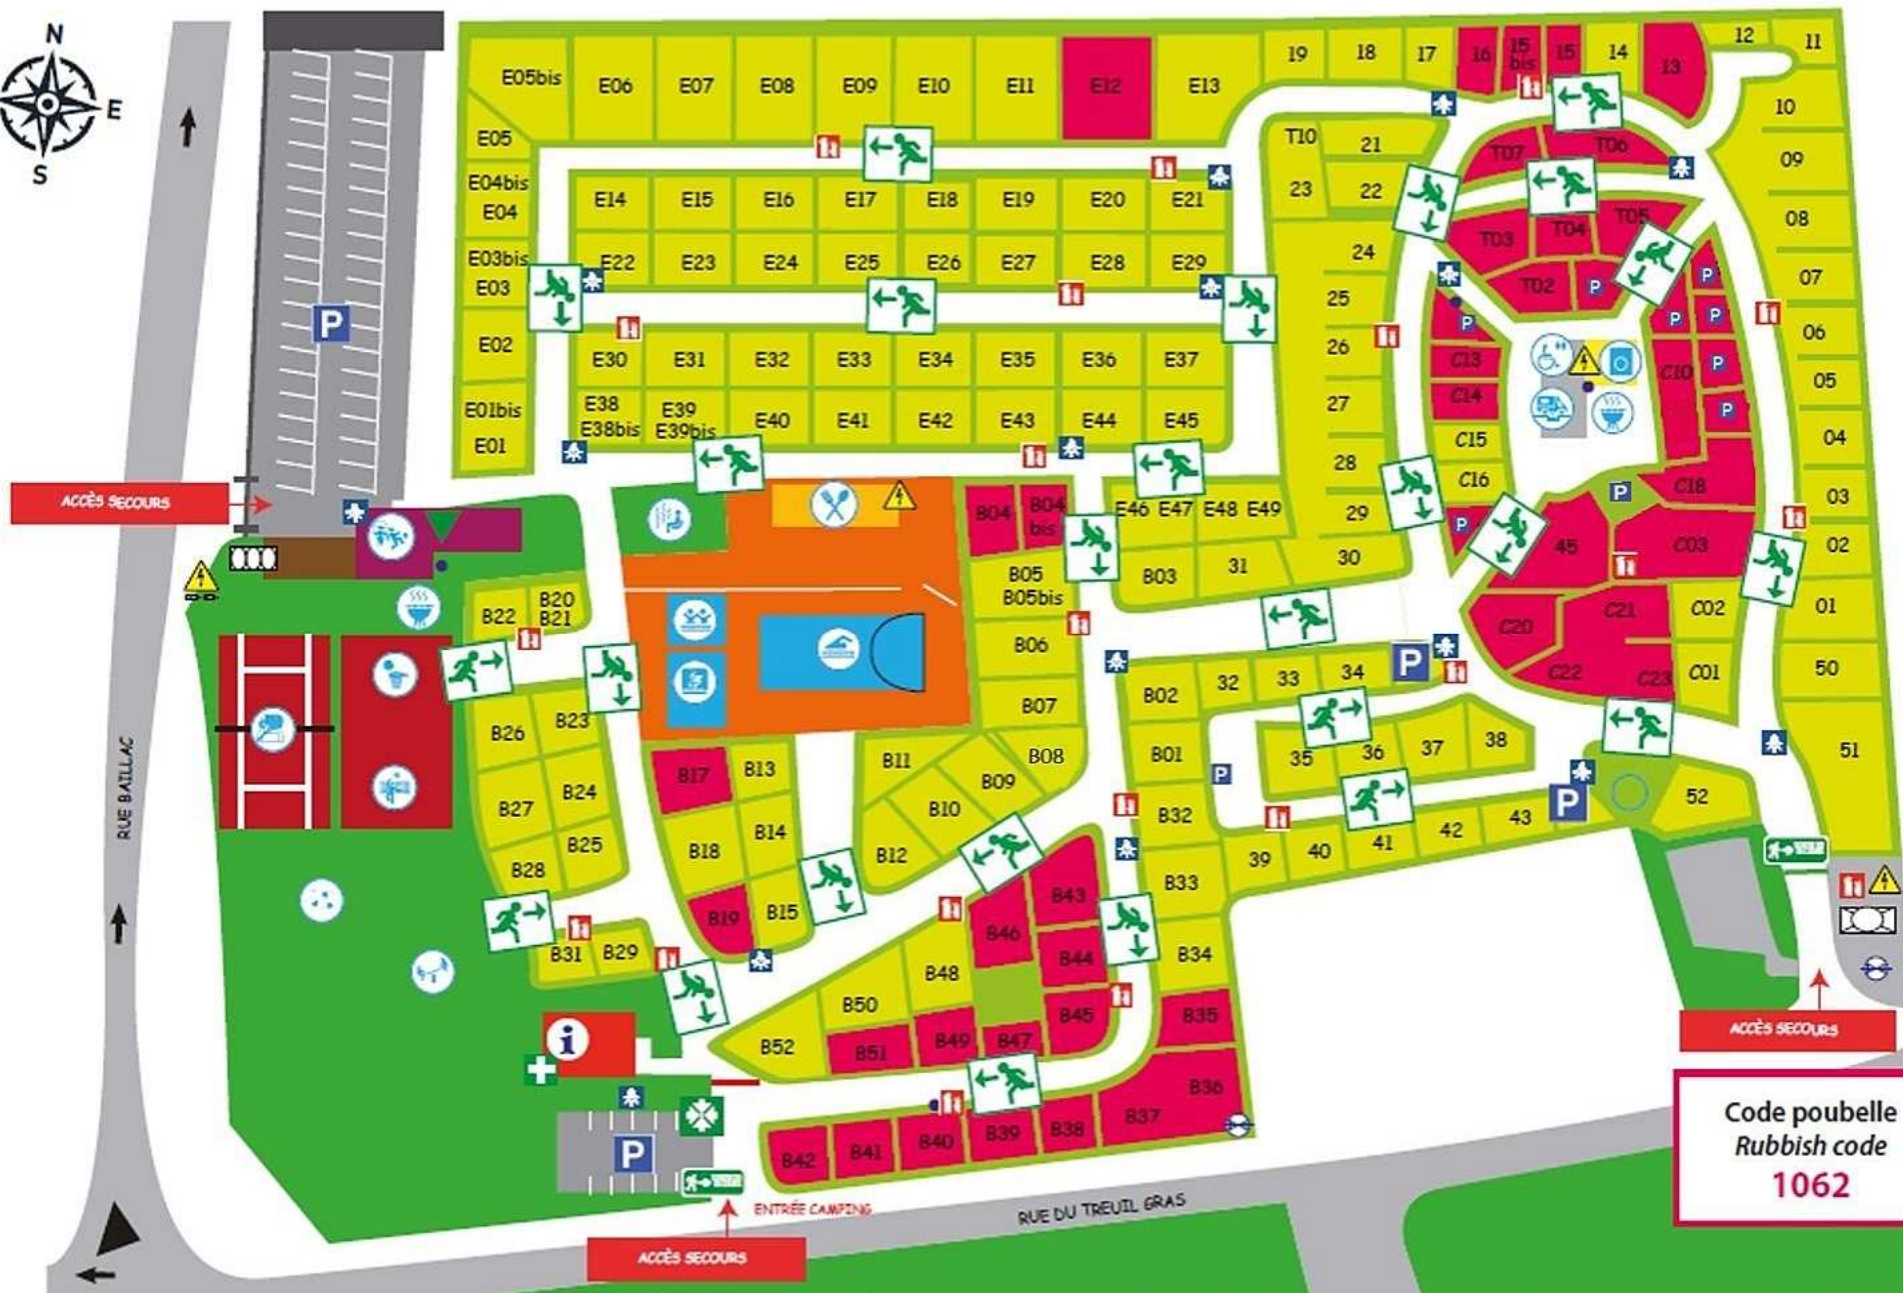 N
E
S
E05bis
E06
E07
E08
E09
E10
E11
E12
E13
19
18
17
16
15
bis
15
14
13
12
11
E05
T10
21
T07
T06
10
09
E04bis
E04
E14
E15
E16
E17
E18
E19
E20
E21
23
22
T03
T04
T05
08
E03bis
E03
E22
E23
E24
E25
E26
E27
E28
E29
24
25
T02
P
P
07
P
E02
E30
E31
E32
E33
E34
E35
E36
E37
26
P
P
P
06
C13
C10
P
05
E01bis
E01
E38
E38bis
E39
E39bis
E40
E41
E42
E43
E44
E45
27
C14
P
04
C15
28
C16
C18
P
03
ACCÈS SECOURS
B04
B04
bis
E46
E47
E48
E49
29
P
45
C03
02
B05
B05bis
B03
31
30
B22
B20
B21
B06
C20
C21
C02
01
B02
32
33
34
P
C22
C23
C01
50
B26
B23
B07
B01
35
36
37
38
51
RUE BAILLAC
B17
B13
B11
B09
B08
P
B27
B24
B10
B32
P
52
B28
B25
B18
B14
B12
39
40
41
42
43
B19
B15
B43
B33
B31
B29
B46
B44
B34
B48
B50
B45
B35
i
B52
B51
B49
B47
ACCÈS SECOURS
B36
B37
P
B42
B41
B40
B39
B38
Code poubelle
Rubbish code
1062
ENTRÉE CAMPING
RUE DU TREUIL GRAS
ACCÈS SECOURS